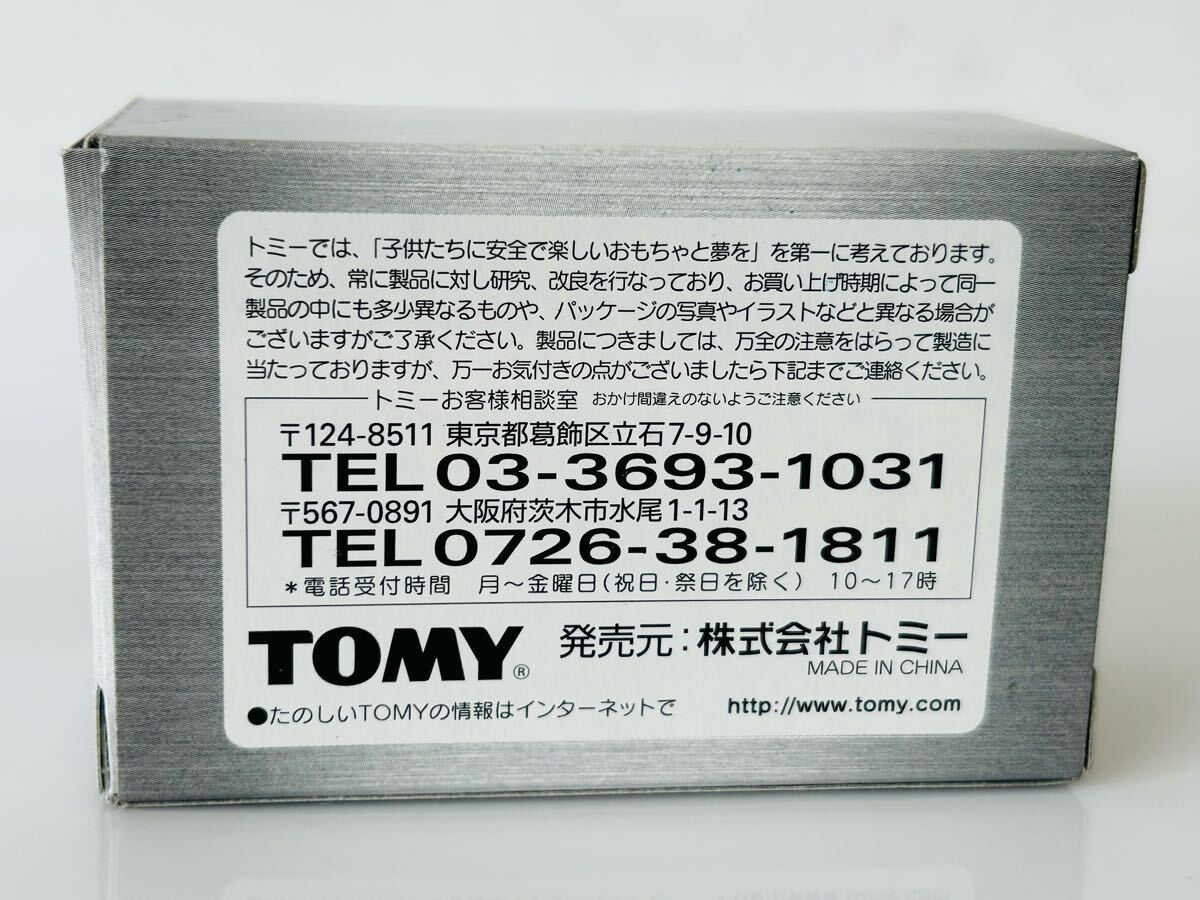 トミーでは、「子供たちに安全で楽しいおもちゃと夢を」を第一に考えております。
そのため、常に製品に対し研究、改良を行なっており、お買い上げ時期によって同一
製品の中にも多少異なるものや、パッケージの写真やイラストなどと異なる場合が
ございますがご了承ください。製品につきましては、万全の注意をはらって製造に
当たっておりますが、万一お気付きの点がございましたら下記までご連絡ください。
トミーお客様相談室 おかけ間違えのないようご注意ください
〒124-8511 東京都葛飾区立石7-9-10
TEL 03-3693-1031
〒567-0891 大阪府茨木市水尾1-1-13
TEL 0726-38-1811
*電話受付時間 月〜金曜日(祝日・祭日を除く) 10〜17時
TOMY® 発売元:株式会社トミー
MADE IN CHINA
●たのしいTOMYの情報はインターネットで http://www.tomy.com